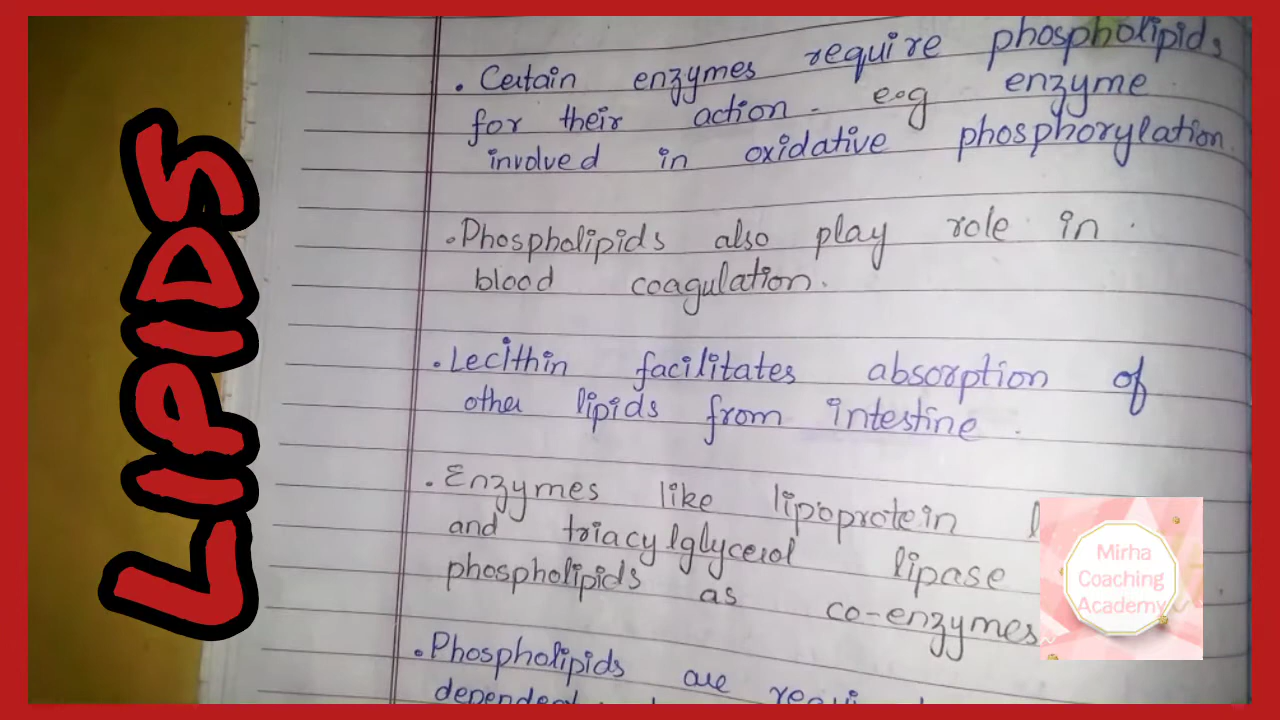 LIPIDS
. Certain enzymes require phospholipids
for their action. e.g enzyme
involved in oxidative phosphorylation.
. Phospholipids also play role in
blood coagulation.
. Lecithin facilitates absorption of
other lipids from intestine.
. Enzymes like lipoprotein
and triacylglycerol lipase
phospholipids as co-enzymes
. Phospholipids are
dependent
Mirha
Coaching
Academy